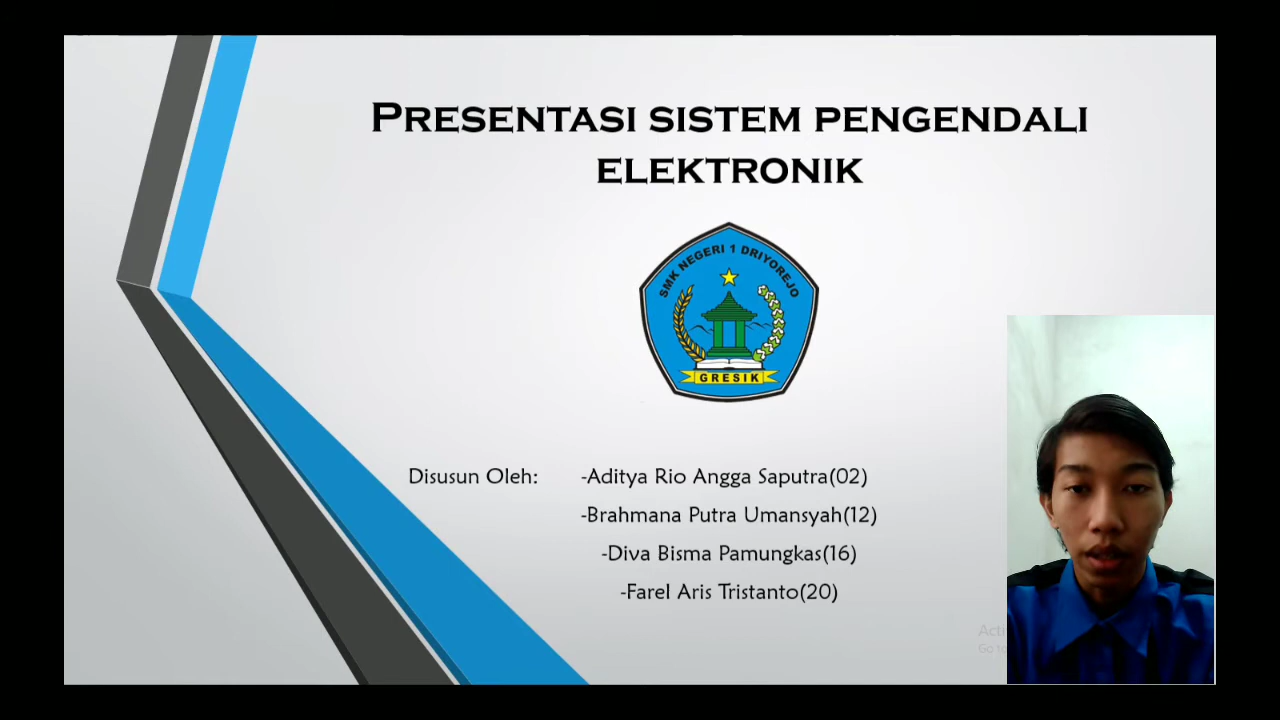 PRESENTASI SISTEM PENGENDALI
ELEKTRONIK
SMK NEGERI 1 DRIYOREJO
GRESIK
Disusun Oleh: -Aditya Rio Angga Saputra(02)
-Brahmana Putra Umansyah(12)
-Diva Bisma Pamungkas(16)
-Farel Aris Tristanto(20)